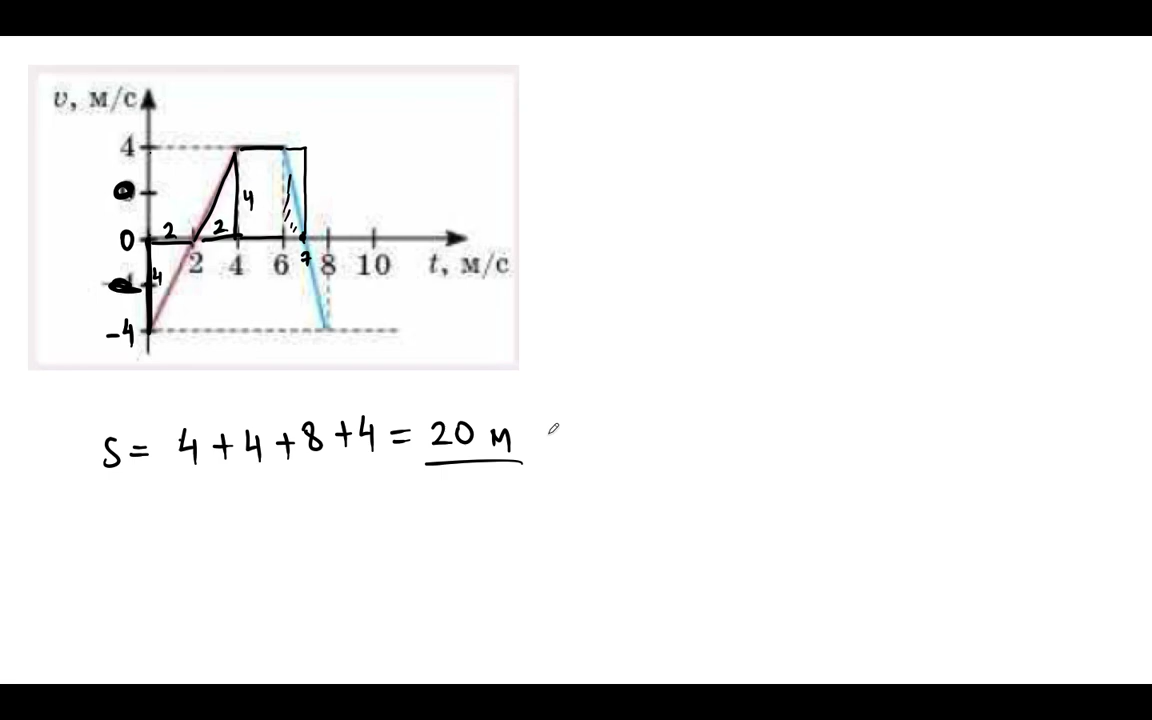 v, м/с
4
2
0
4
2
4
-4
2 4 6 7 8 10 t, м/с
S = 4 + 4 + 8 + 4 = 20 м